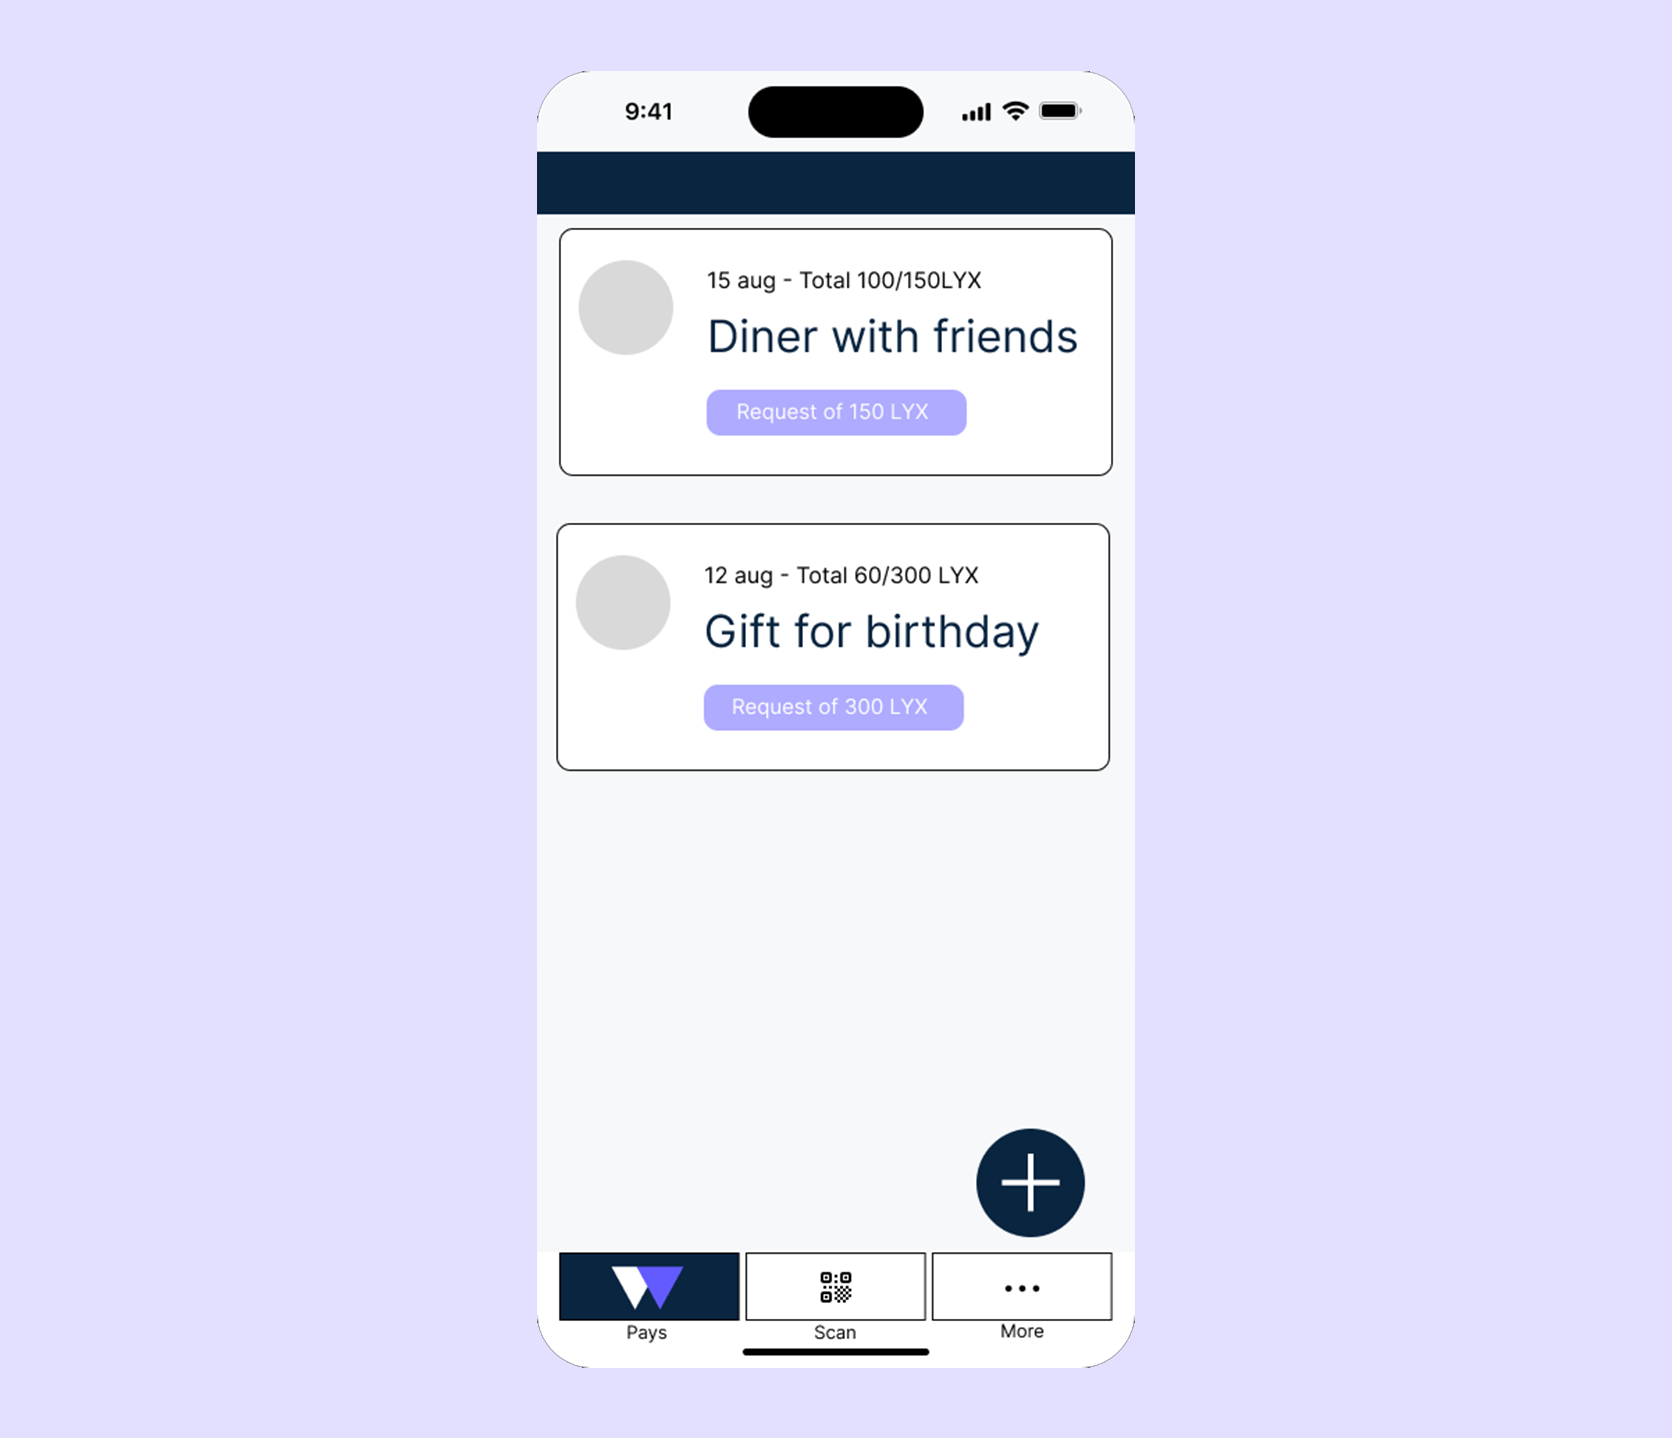 9:41
15 aug - Total 100/150LYX
Diner with friends
Request of 150 LYX
12 aug - Total 60/300 LYX
Gift for birthday
Request of 300 LYX
Pays
Scan
More